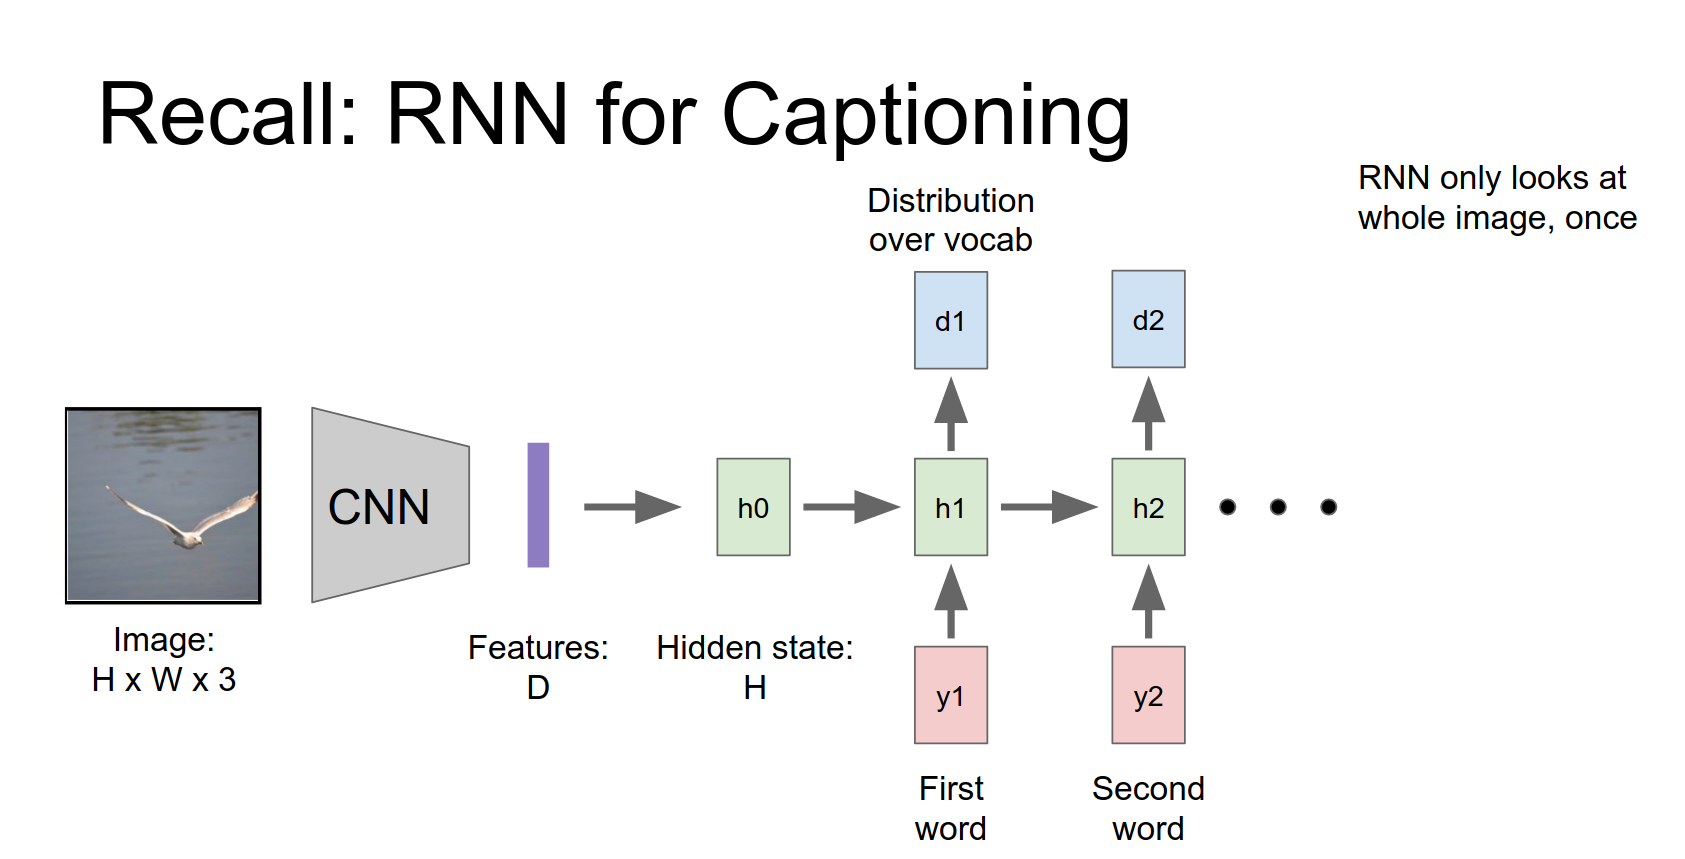 Recall: RNN for Captioning
RNN only looks at
whole image, once
Distribution
over vocab
d1
d2
CNN
h0
h1
h2
Image:
H x W x 3
Features:
D
Hidden state:
H
y1
y2
First
word
Second
word